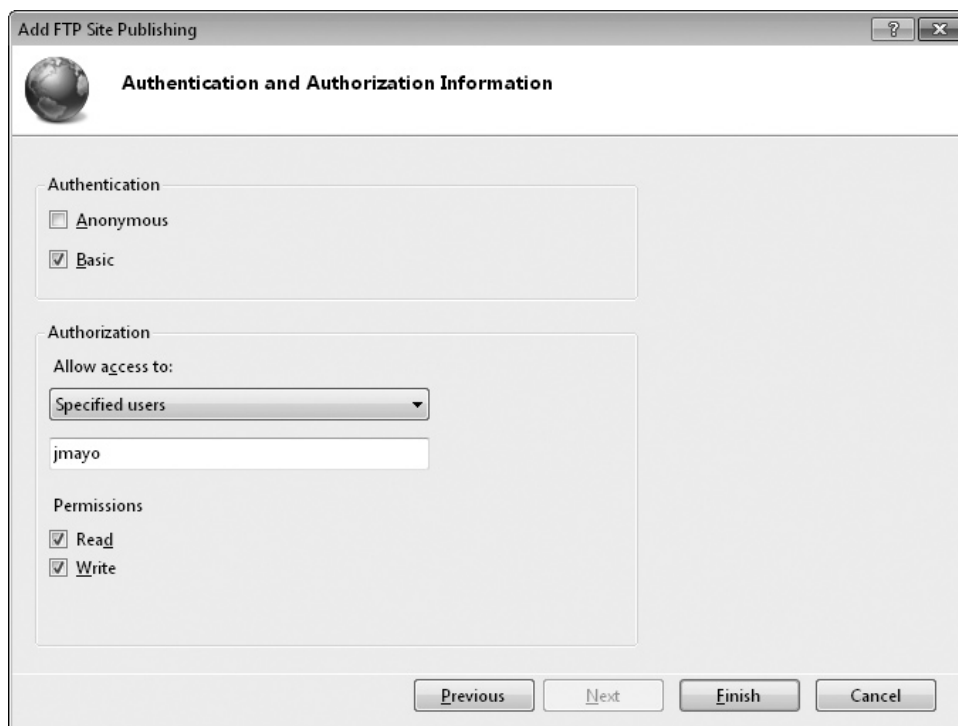 Add FTP Site Publishing
Authentication and Authorization Information
Authentication
Anonymous
Basic
Authorization
Allow access to:
Specified users
jmayo
Permissions
Read
Write
Previous Next Finish Cancel